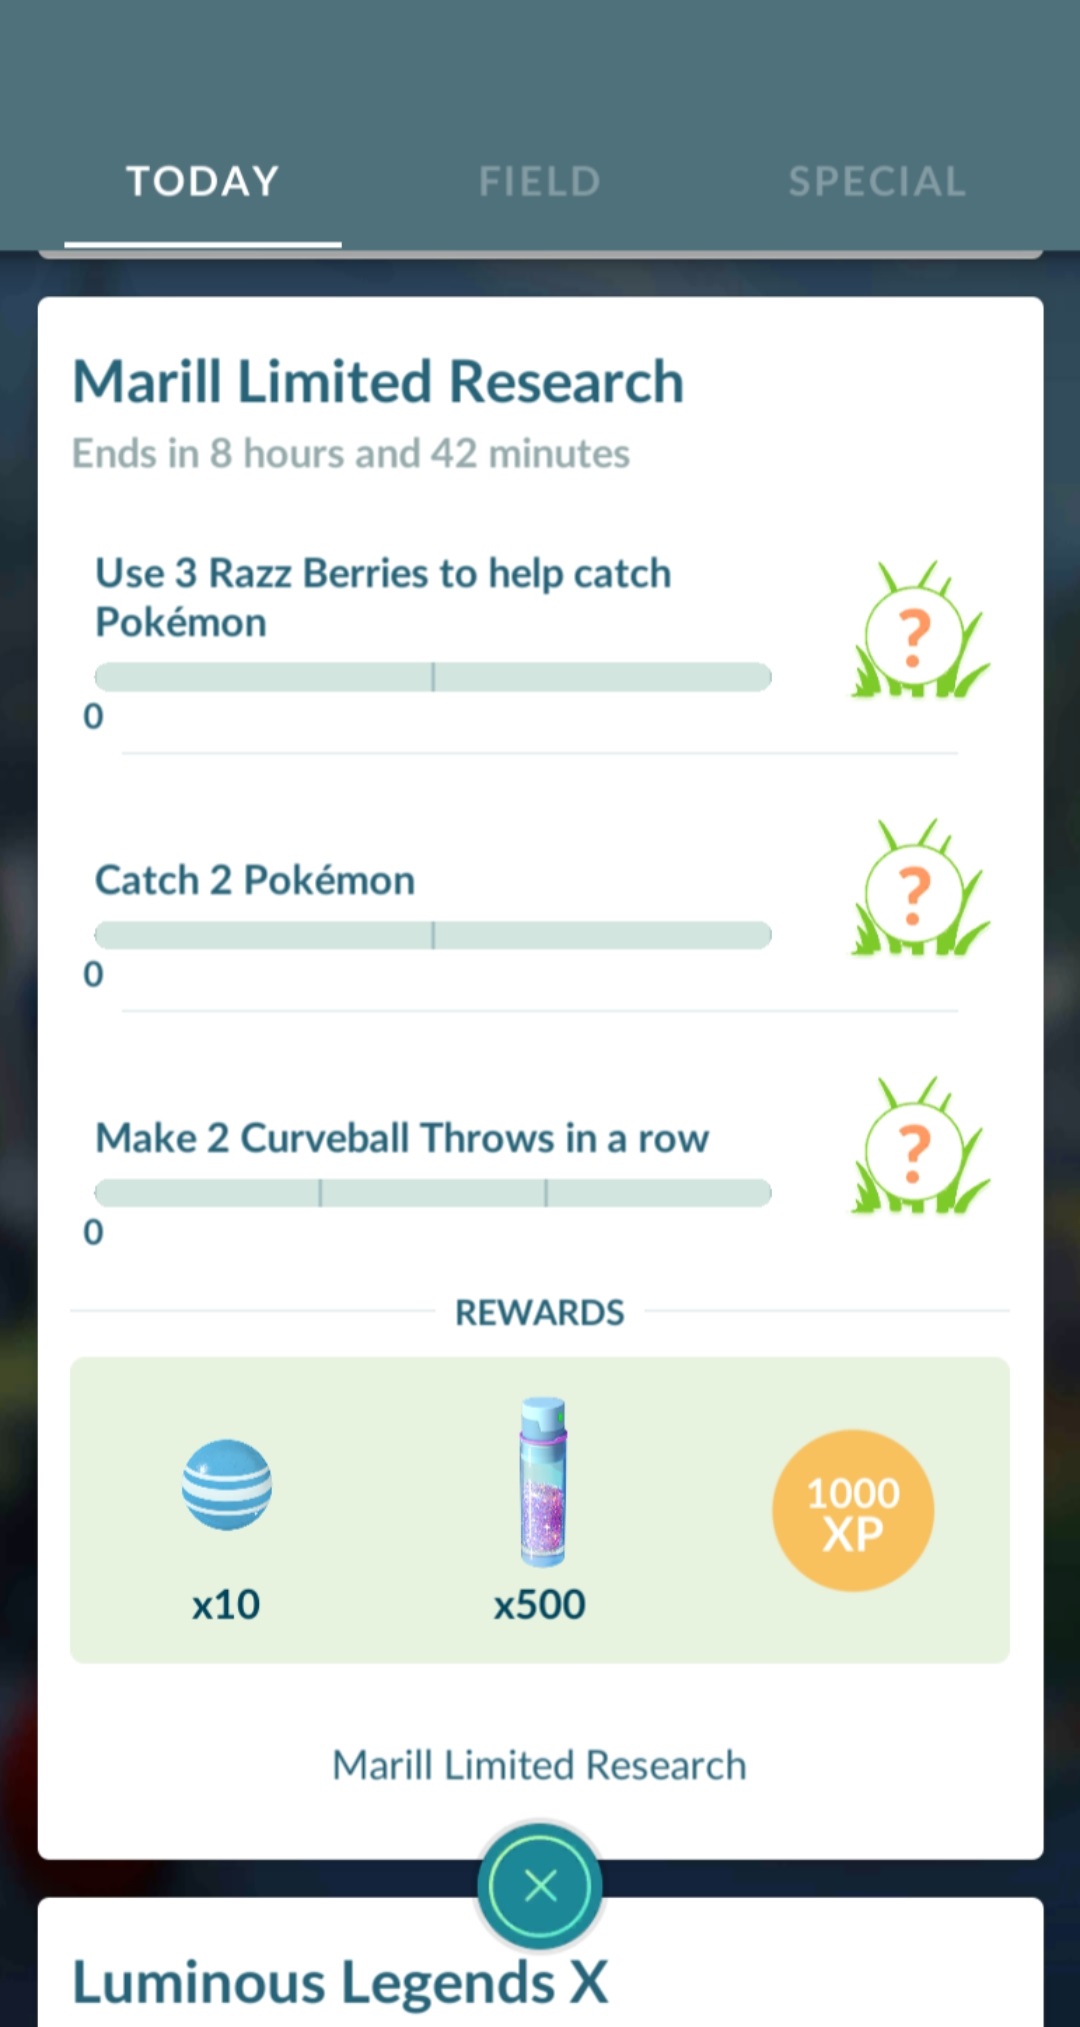 TODAY
FIELD
SPECIAL
Marill Limited Research
Ends in 8 hours and 42 minutes
Use 3 Razz Berries to help catch
Pokémon
?
0
Catch 2 Pokémon
?
0
Make 2 Curveball Throws in a row
?
0
REWARDS
1000
XP
x10
x500
Marill Limited Research
Luminous Legends X